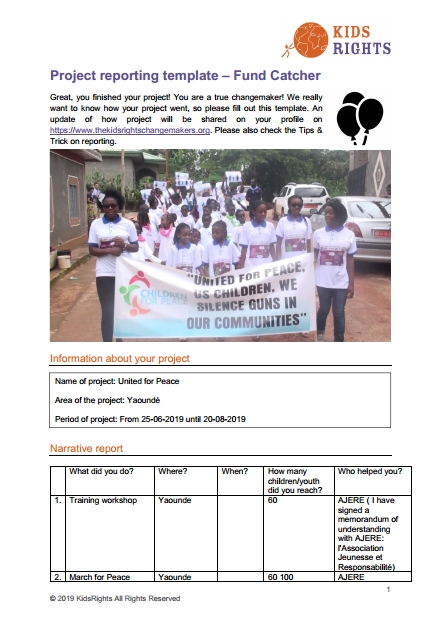 KIDS
RIGHTS
Project reporting template – Fund Catcher
Great, you finished your project! You are a true changemaker! We really
want to know how your project went, so please fill out this template. An
update of how project will be shared on your profile on
https://www.thekidsrightschangemakers.org. Please also check the Tips &
Trick on reporting.
CHILDREN
FOR PEACE
"UNITED FOR PEACE,
US CHILDREN, WE
SILENCE GUNS IN
OUR COMMUNITIES"
Information about your project
Name of project: United for Peace
Area of the project: Yaoundé
Period of project: From 25-06-2019 until 20-08-2019
Narrative report
What did you do? Where? When? How many children/youth did you reach? Who helped you?
1. Training workshop Yaounde 60 AJERE ( I have signed a memorandum of understanding with AJERE: l'Association Jeunesse et Responsabilité)
2. March for Peace Yaounde 60 100 AJERE
1
© 2019 KidsRights All Rights Reserved